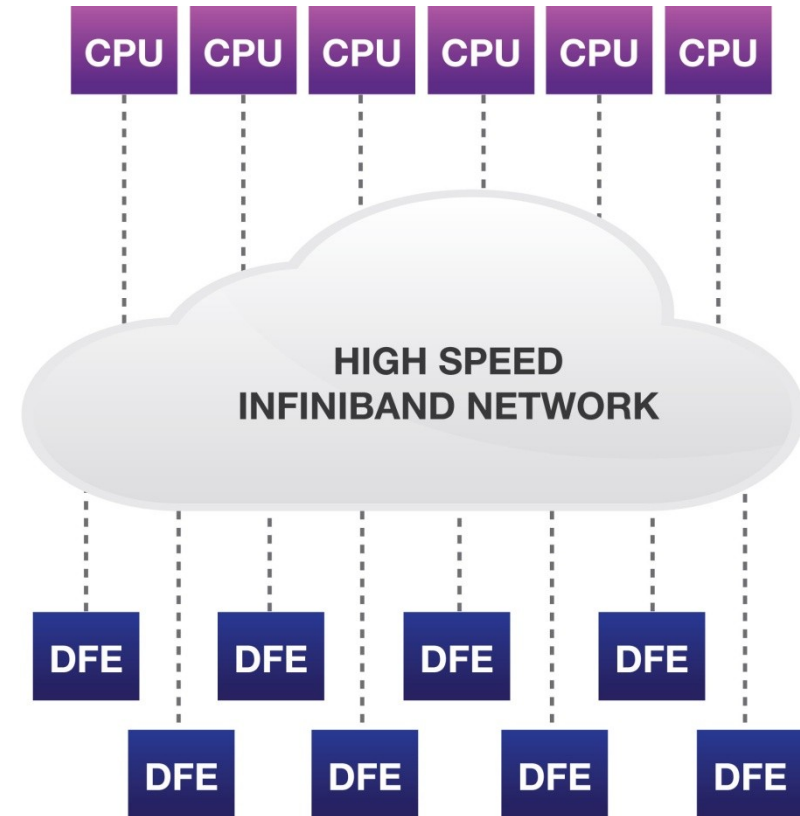 CPU CPU CPU CPU CPU CPU
HIGH SPEED
INFINIBAND NETWORK
DFE DFE DFE DFE
DFE DFE DFE DFE